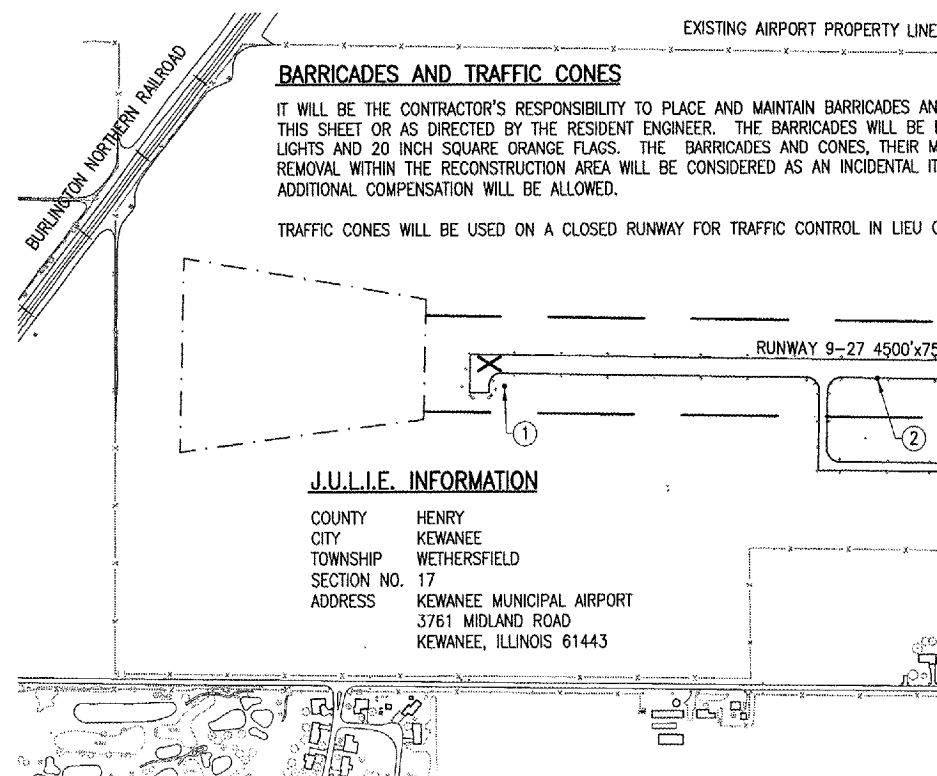 EXISTING AIRPORT PROPERTY LINE
BURLINGTON NORTHERN RAILROAD
BARRICADES AND TRAFFIC CONES
IT WILL BE THE CONTRACTOR'S RESPONSIBILITY TO PLACE AND MAINTAIN BARRICADES
THIS SHEET OR AS DIRECTED BY THE RESIDENT ENGINEER. THE BARRICADES WILL BE
LIGHTS AND 20 INCH SQUARE ORANGE FLAGS. THE BARRICADES AND CONES, THEIR
REMOVAL WITHIN THE RECONSTRUCTION AREA WILL BE CONSIDERED AS AN INCIDENTAL
ADDITIONAL COMPENSATION WILL BE ALLOWED.
TRAFFIC CONES WILL BE USED ON A CLOSED RUNWAY FOR TRAFFIC CONTROL IN LIEU
RUNWAY 9-27 4500'x75
1
2
J.U.L.I.E. INFORMATION
COUNTY HENRY
CITY KEWANEE
TOWNSHIP WETHERSFIELD
SECTION NO. 17
ADDRESS KEWANEE MUNICIPAL AIRPORT
3761 MIDLAND ROAD
KEWANEE, ILLINOIS 61443